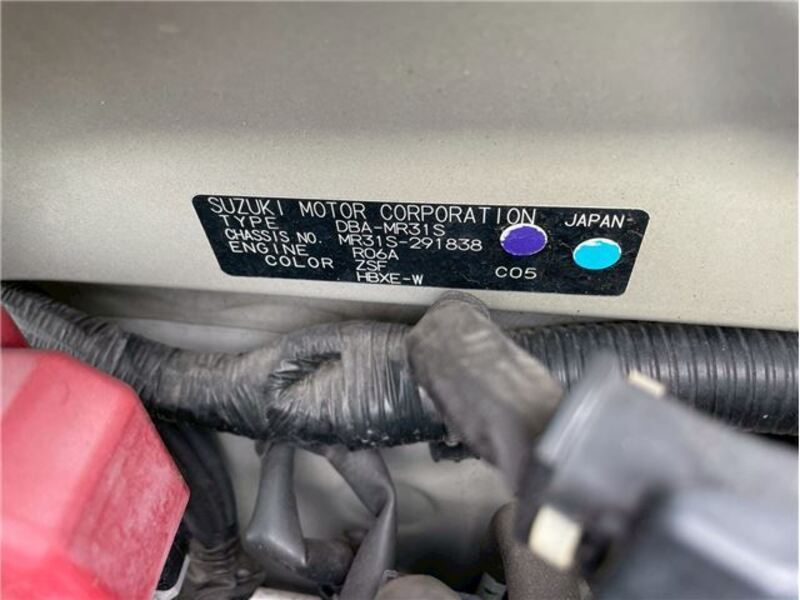 SUZUKI MOTOR CORPORATION JAPAN
TYPE DBA-MR31S
CHASSIS NO. MR31S-291838
ENGINE R06A
COLOR ZSF C05
HBXE-W